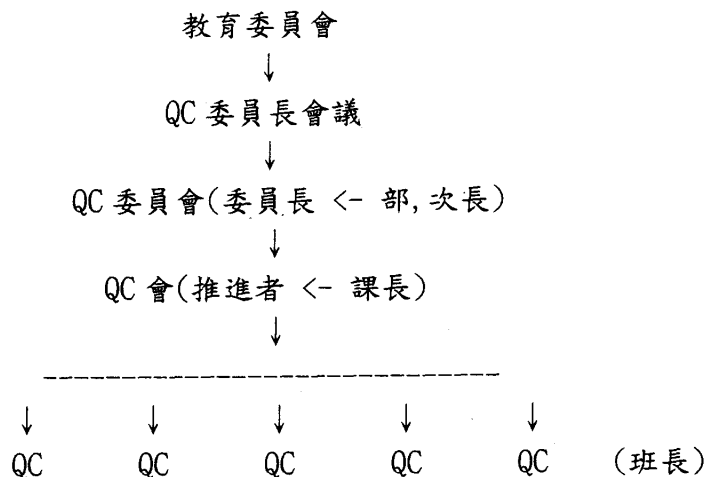 教育委員會
↓
QC 委員長會議
↓
QC 委員會(委員長 <- 部,次長)
↓
QC 會(推進者 <- 課長)
↓
------------------------------------
↓ ↓ ↓ ↓ ↓
QC QC QC QC QC (班長)